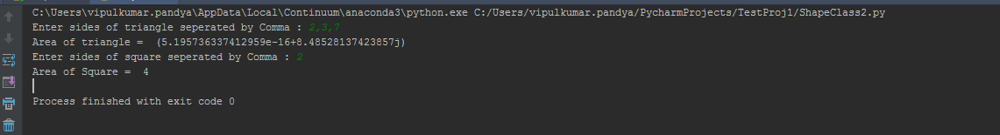 C:\Users\vipulkumar.pandya\AppData\Local\Continuum\anaconda3\python.exe C:/Users/vipulkumar.pandya/PycharmProjects/TestProj1/ShapeClass2.py
Enter sides of triangle seperated by Comma : 2,3,7
Area of triangle =  (5.195736337412959e-16+8.48528137423857j)
Enter sides of square seperated by Comma : 2
Area of Square =  4
Process finished with exit code 0